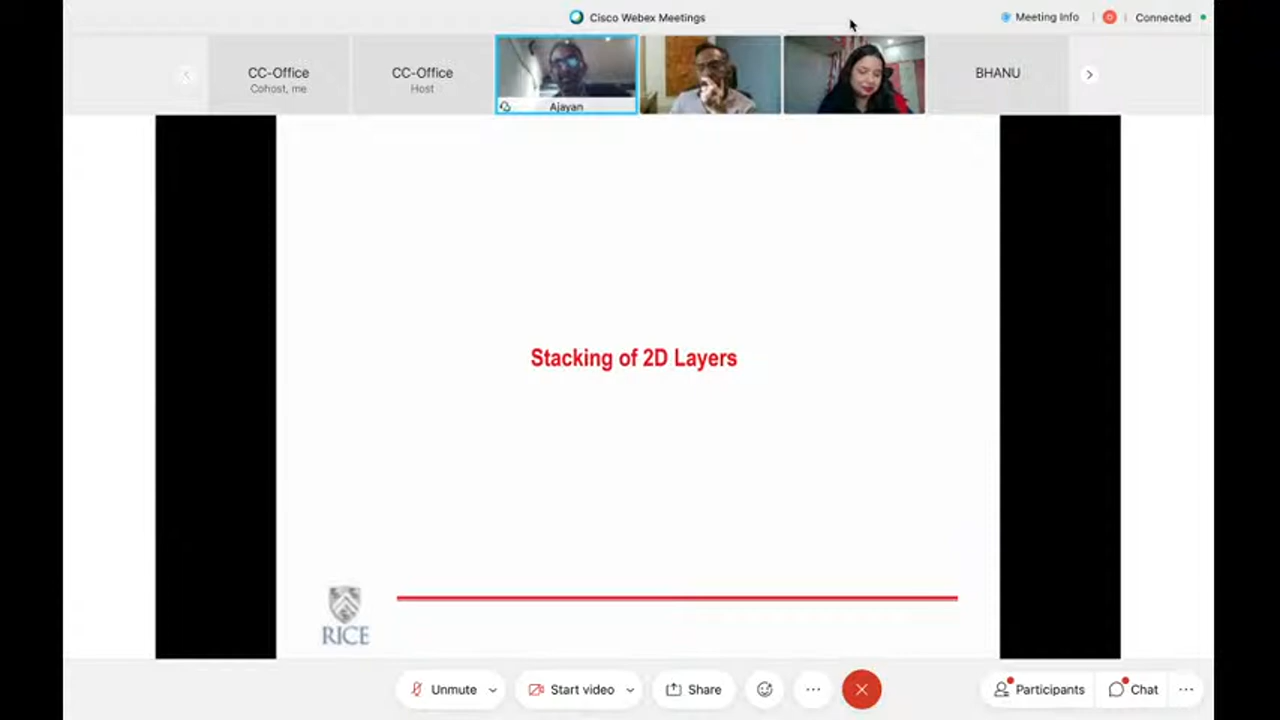 Cisco Webex Meetings
Meeting Info
Connected
CC-Office
Cohost, me
CC-Office
Host
Ajayan
BHANU
Stacking of 2D Layers
RICE
Unmute
Start video
Share
Participants
Chat